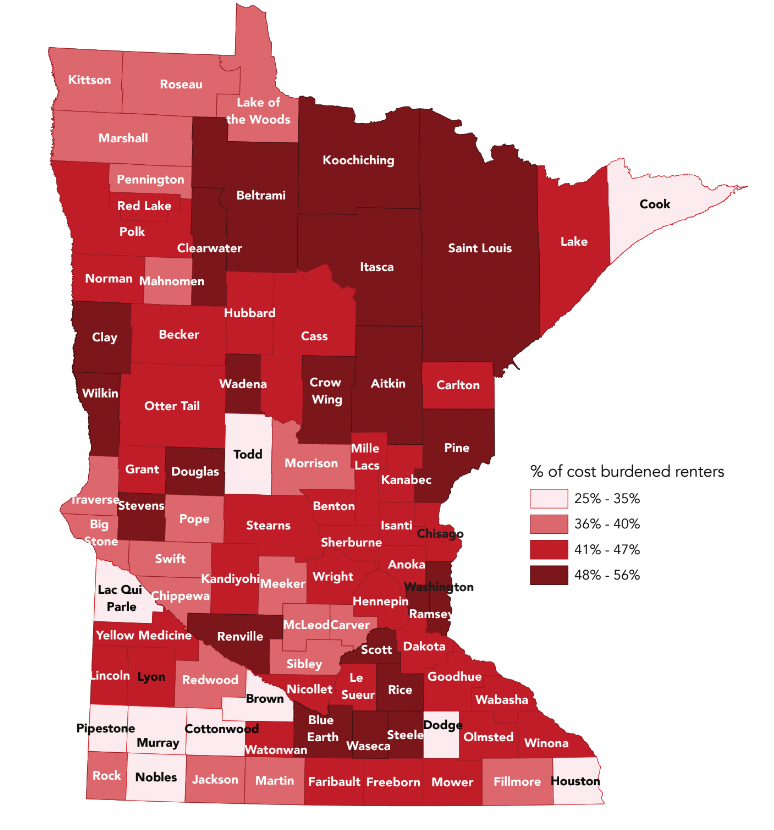 Kittson
Roseau
Lake of
the Woods
Marshall
Koochiching
Pennington
Beltrami
Red Lake
Cook
Polk
Clearwater
Saint Louis
Lake
Itasca
Norman
Mahnomen
Hubbard
Clay
Becker
Cass
Wadena
Crow
Wing
Aitkin
Carlton
Wilkin
Otter Tail
Todd
Mille
Lacs
Pine
Grant
Douglas
Morrison
Kanabec
% of cost burdened renters
25% - 35%
36% - 40%
41% - 47%
48% - 56%
Traverse
Stevens
Benton
Big
Stone
Pope
Stearns
Isanti
Chisago
Sherburne
Swift
Anoka
Kandiyohi
Meeker
Wright
Washington
Lac Qui
Parle
Chippewa
Hennepin
Ramsey
McLeod
Carver
Yellow Medicine
Renville
Scott
Dakota
Sibley
Lincoln
Lyon
Redwood
Nicollet
Le
Sueur
Rice
Goodhue
Brown
Wabasha
Pipestone
Murray
Cottonwood
Watonwan
Blue
Earth
Waseca
Steele
Dodge
Olmsted
Winona
Rock
Nobles
Jackson
Martin
Faribault
Freeborn
Mower
Fillmore
Houston